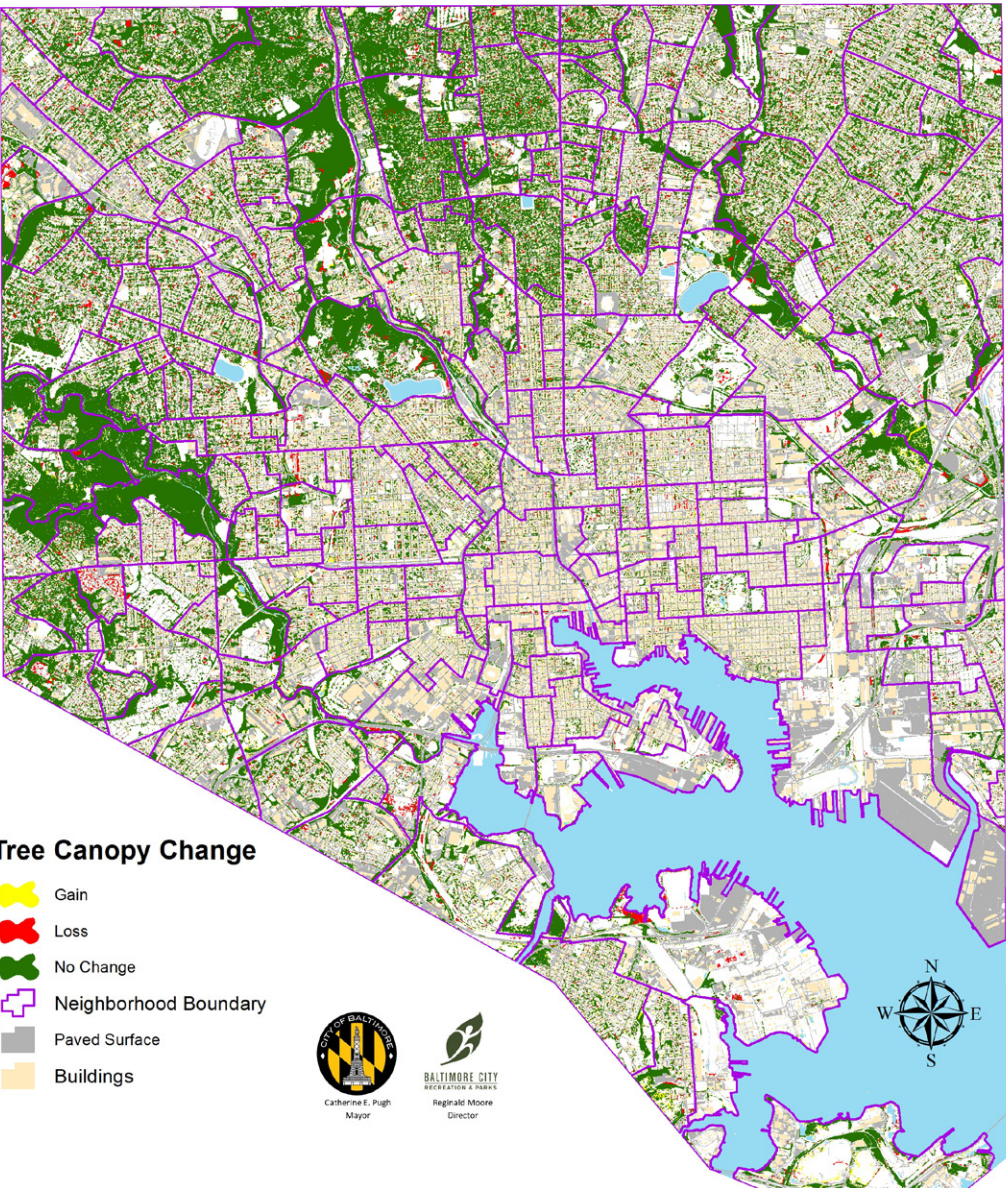 Tree Canopy Change
Gain
Loss
No Change
Neighborhood Boundary
Paved Surface
Buildings
CITY OF BALTIMORE
Catherine E. Pugh
Mayor
BALTIMORE CITY
RECREATION & PARKS
Reginald Moore
Director
N
W
E
S